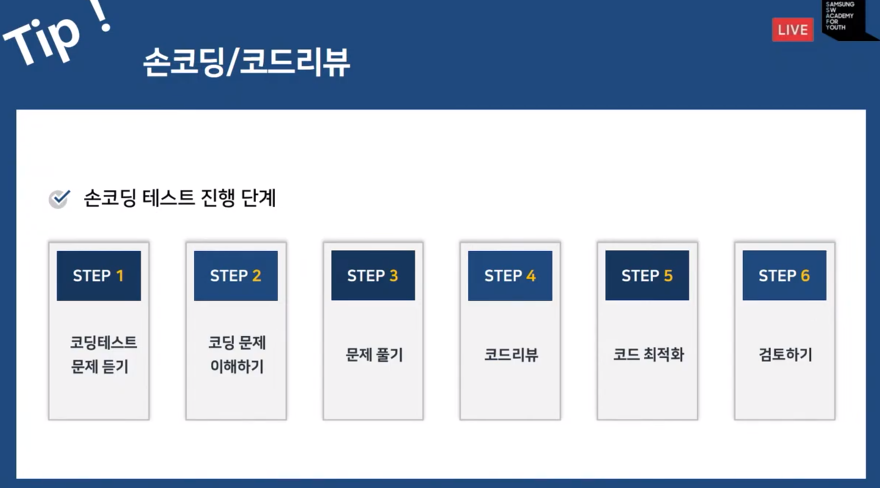 Tip !
손코딩/코드리뷰
LIVE
SAMSUNG
SW
ACADEMY
FOR
YOUTH
손코딩 테스트 진행 단계
STEP 1
코딩테스트
문제 듣기
STEP 2
코딩 문제
이해하기
STEP 3
문제 풀기
STEP 4
코드리뷰
STEP 5
코드 최적화
STEP 6
검토하기